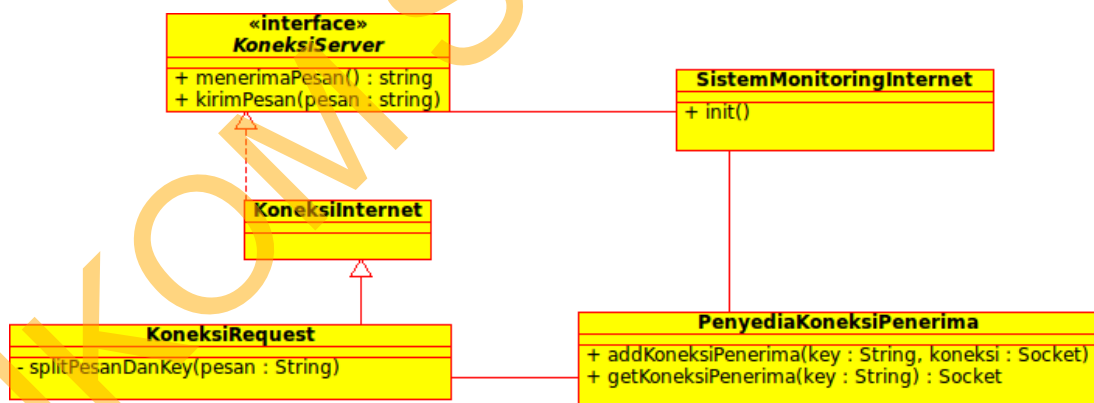 «interface»
KoneksiServer
+ menerimaPesan() : string
+ kirimPesan(pesan : string)
SistemMonitoringInternet
+ init()
KoneksiInternet
KoneksiRequest
- splitPesanDanKey(pesan : String)
PenyediaKoneksiPenerima
+ addKoneksiPenerima(key : String, koneksi : Socket)
+ getKoneksiPenerima(key : String) : Socket